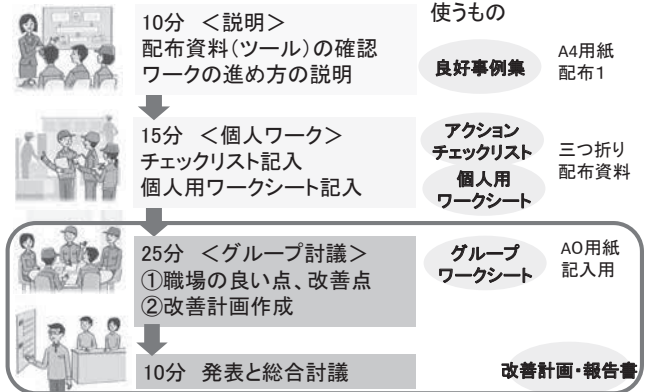 使うもの
10分 <説明>
配布資料(ツール)の確認
ワークの進め方の説明
良好事例集
A4用紙
配布1
15分 <個人ワーク>
チェックリスト記入
個人用ワークシート記入
アクション
チェックリスト
個人用
ワークシート
三つ折り
配布資料
25分 <グループ討議>
①職場の良い点、改善点
②改善計画作成
グループ
ワークシート
A0用紙
記入用
10分 発表と総合討議
改善計画・報告書